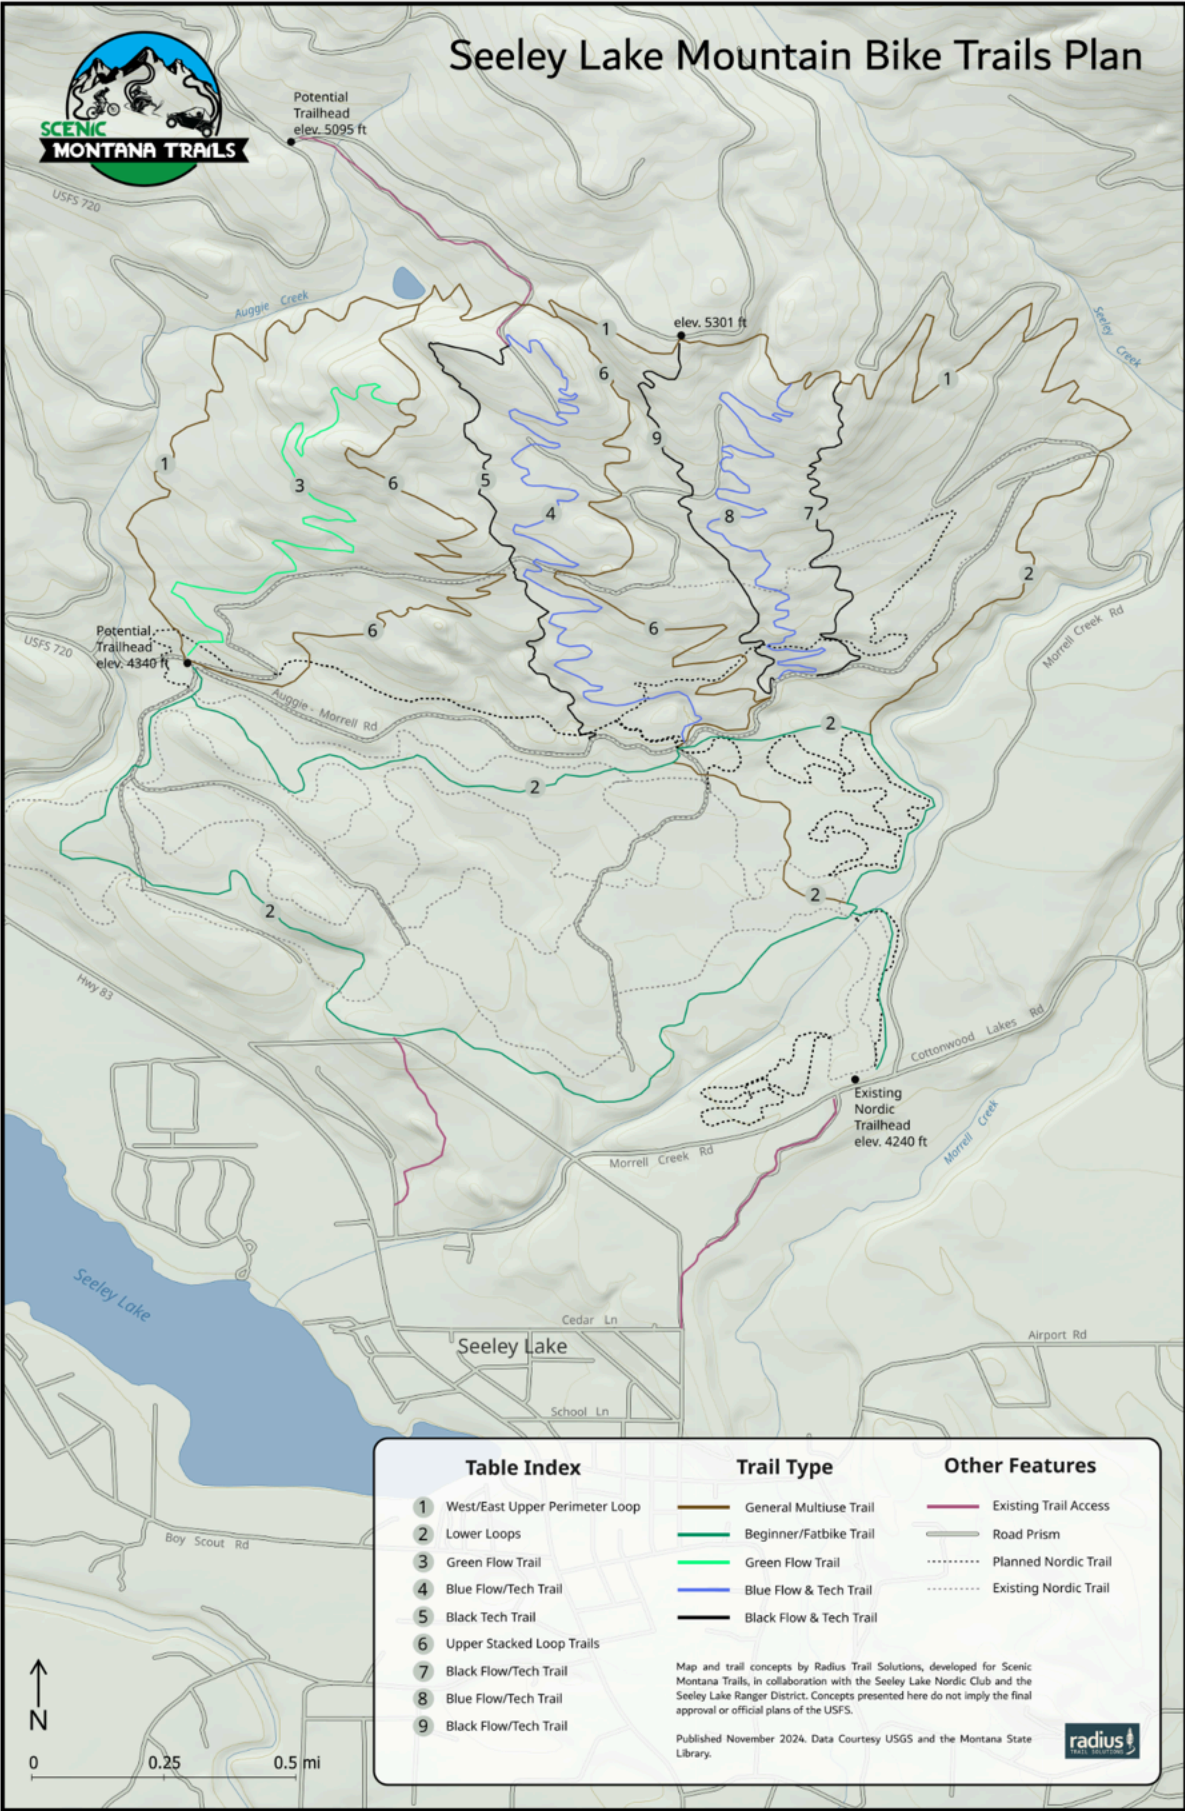 Seeley Lake Mountain Bike Trails Plan
SCENIC
MONTANA TRAILS
Potential
Trailhead
elev. 5095 ft
USFS 720
Auggie Creek
Seeley Creek
elev. 5301 ft
1
6
1
9
1
3
6
5
4
8
7
2
6
6
Potential
Trailhead
elev. 4340 ft
USFS 720
Morrell Creek Rd
Auggie - Morrell Rd
2
2
2
2
Hwy 83
Cottonwood Lakes Rd
Existing
Nordic
Trailhead
elev. 4240 ft
Morrell Creek
Morrell Creek Rd
Seeley Lake
Cedar Ln
Seeley Lake
Airport Rd
School Ln
Boy Scout Rd
N
0 0.25 0.5 mi
Table Index
1 West/East Upper Perimeter Loop
2 Lower Loops
3 Green Flow Trail
4 Blue Flow/Tech Trail
5 Black Tech Trail
6 Upper Stacked Loop Trails
7 Black Flow/Tech Trail
8 Blue Flow/Tech Trail
9 Black Flow/Tech Trail
Trail Type
General Multiuse Trail
Beginner/Fatbike Trail
Green Flow Trail
Blue Flow & Tech Trail
Black Flow & Tech Trail
Other Features
Existing Trail Access
Road Prism
Planned Nordic Trail
Existing Nordic Trail
Map and trail concepts by Radius Trail Solutions, developed for Scenic
Montana Trails, in collaboration with the Seeley Lake Nordic Club and the
Seeley Lake Ranger District. Concepts presented here do not imply the final
approval or official plans of the USFS.
Published November 2024. Data Courtesy USGS and the Montana State
Library.
radius
TRAIL SOLUTIONS